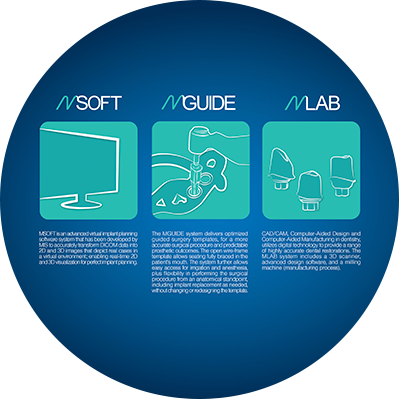 MSOFT
MGUIDE
MLAB
MSOFT is an advanced virtual implant planning
software system that has been developed by
MIS to accurately transform DICOM data into
2D and 3D images that depict real cases in
a virtual environment, enabling real-time 2D
and 3D visualization for perfect implant planning.
The MGUIDE system delivers optimized
guided surgery templates, for a more
accurate surgical procedure and predictable
prosthetic outcomes. The open wire-frame
template allows seating fully braced in the
patient's mouth. The system further allows
easy access for irrigation and anesthesia,
plus flexibility in performing the surgical
procedure from an anatomical standpoint,
including implant replacement as needed,
without changing or redesigning the template.
CAD/CAM, Computer-Aided Design and
Computer-Aided Manufacturing in dentistry,
utilizes digital technology to provide a range
of highly accurate dental restorations. The
MLAB system includes a 3D scanner,
advanced design software, and a milling
machine (manufacturing process).